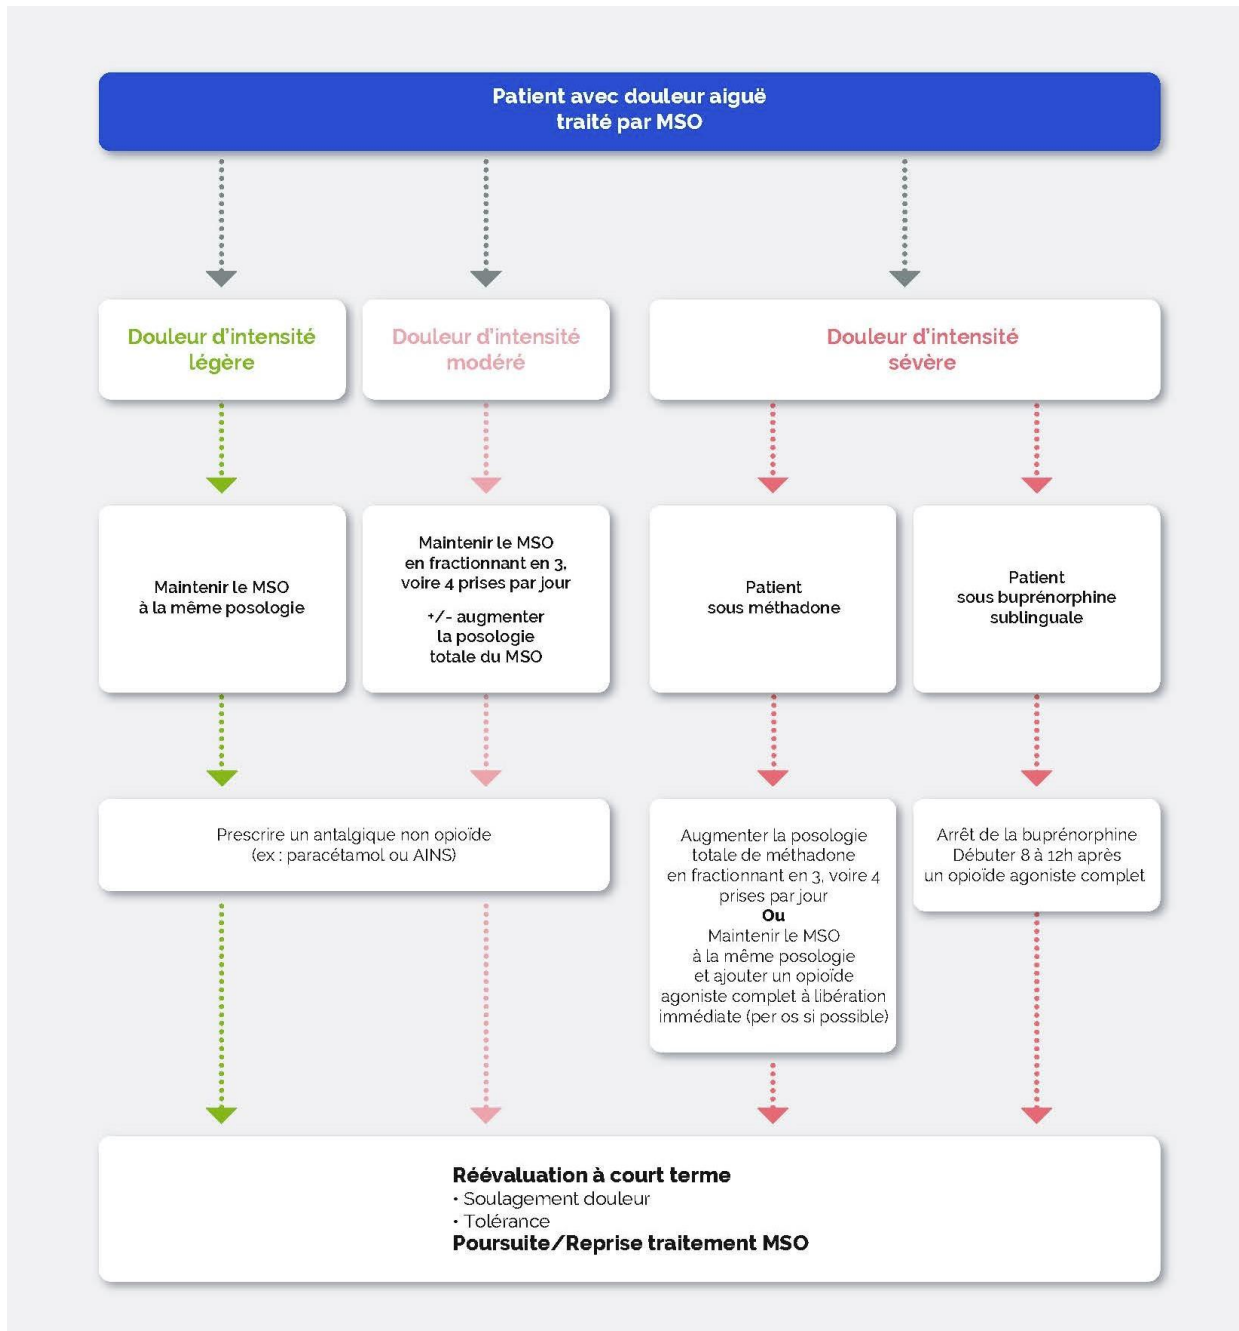 Patient avec douleur aiguë
traité par MSO
Douleur d'intensité
légère
Douleur d'intensité
modéré
Douleur d'intensité
sévère
Maintenir le MSO
à la même posologie
Maintenir le MSO
en fractionnant en 3,
voire 4 prises par jour
+/- augmenter
la posologie
totale du MSO
Patient
sous méthadone
Patient
sous buprénorphine
sublinguale
Prescrire un antalgique non opioïde
(ex : paracétamol ou AINS)
Augmenter la posologie
totale de méthadone
en fractionnant en 3, voire 4
prises par jour
Ou
Maintenir le MSO
à la même posologie
et ajouter un opioïde
agoniste complet à libération
immédiate (per os si possible)
Arrêt de la buprénorphine
Débuter 8 à 12h après
un opioïde agoniste complet
Réévaluation à court terme
• Soulagement douleur
• Tolérance
Poursuite/Reprise traitement MSO